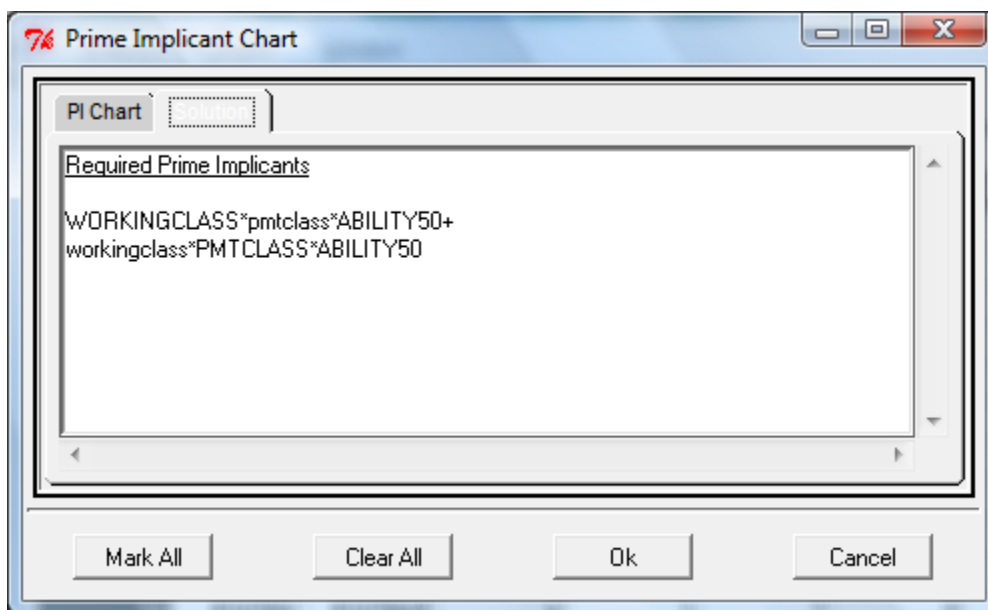 Prime Implicant Chart
PI Chart
Solution
Required Prime Implicants
WORKINGCLASS*pmtclass*ABILITY50+
workingclass*PMTCLASS*ABILITY50
Mark All
Clear All
Ok
Cancel